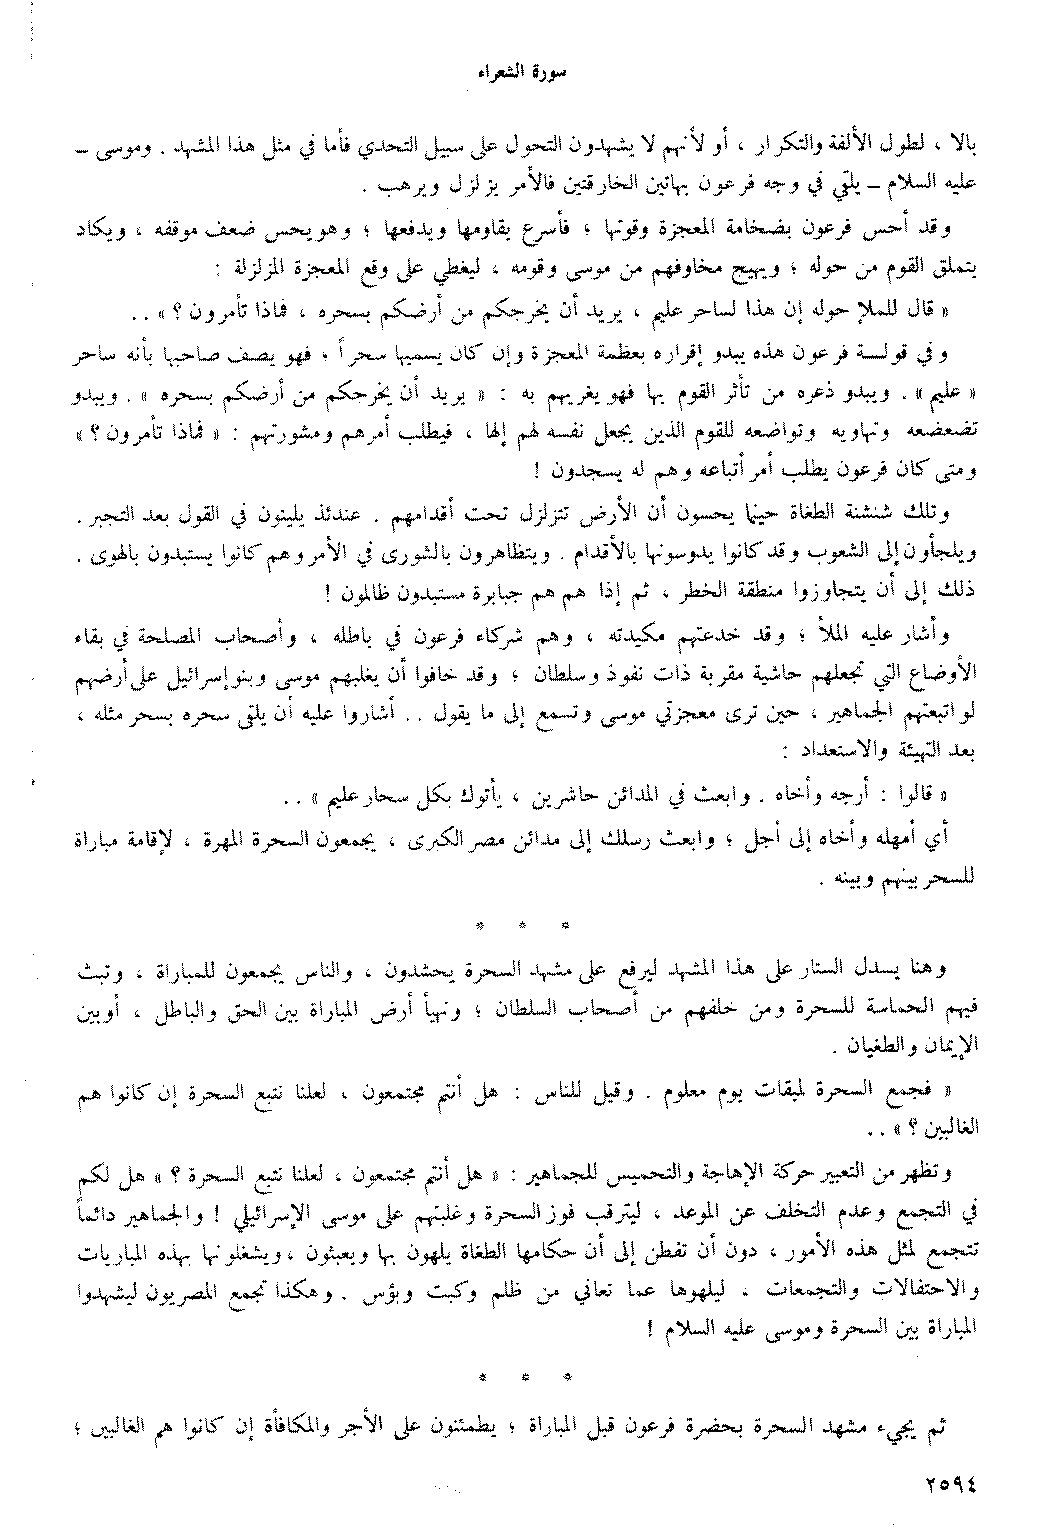 سورة الشعراء
بالا ، لطول الألفة والتكرار ، أو لأنهم لا يشهدون التحول على سبيل التحدي فأما في مثل هذا المشهد . وموسى –
عليه السلام – يلقي في وجه فرعون بهاتين الخارقتين فالأمر يزلزل ويرهب .
وقد أحس فرعون بضخامة المعجزة وقوتها ؛ فأسرع يقاومها ويدفعها ؛ وهو يحس ضعف موقفه ، ويكاد
يتملق القوم من حوله ؛ ويهيج مخاوفهم من موسى وقومه ، ليغطي على وقع المعجزة المزلزلة :
« قال للملإ حوله إن هذا لساحر عليم ، يريد أن يخرجكم من أرضكم بسحره ، فماذا تأمرون ؟ » . .
وفي قولـة فرعون هذه يبدو إقراره بعظمة المعجزة وإن كان يسميها سحراً ؛ فهو يصف صاحبها بأنه ساحر
« عليم » . ويبدو ذعره من تأثر القوم بها فهو يغريهم به : « يريد أن يخرجكم من أرضكم بسحره » . ويبدو
تضعضعه وتهاويه وتواضعه للقوم الذين يجعل نفسه لهم إلها ، فيطلب أمرهم ومشورتهم : « فماذا تأمرون ؟ »
ومتى كان فرعون يطلب أمر أتباعه وهم له يسجدون !
وتلك شنشنة الطغاة حينما يحسون أن الأرض تتزلزل تحت أقدامهم . عندئذ يلينون في القول بعد التجبر .
ويلجأون إلى الشعوب وقد كانوا يدوسونها بالأقدام . ويتظاهرون بالشورى في الأمر وهم كانوا يستبدون بالهوى .
ذلك إلى أن يتجاوزوا منطقة الخطر ، ثم إذا هم هم جبابرة مستبدون ظالمون !
وأشار عليه الملأ ؛ وقد خدعتهم مكيدته ، وهم شركاء فرعون في باطله ، وأصحاب المصلحة في بقاء
الأوضاع التي تجعلهم حاشية مقربة ذات نفوذ وسلطان ؛ وقد خافوا أن يغلبهم موسى وبنو إسرائيل على أرضهم
لو اتبعتهم الجماهير ، حين ترى معجزتي موسى وتسمع إلى ما يقول . . أشاروا عليه أن يلقى سحره بسحر مثله ،
بعد التهيئة والاستعداد :
« قالوا : أرجه وأخاه . وابعث في المدائن حاشرين ، يأتوك بكل سحار عليم » . .
أي أمهله وأخاه إلى أجل ؛ وابعث رسلك إلى مدائن مصر الكبرى ، يجمعون السحرة المهرة ، لإقامة مباراة
للسحر بينهم وبينه .
* * *
وهنا يسدل الستار على هذا المشهد ليرفع على مشهد السحرة يحشدون ، والناس يجمعون للمباراة ، وتبث
فيهم الحماسة للسحرة ومن خلفهم من أصحاب السلطان ؛ وتهيأ أرض المباراة بين الحق والباطل ، أو بين
الإيمان والطغيان .
« فجمع السحرة لميقات يوم معلوم . وقيل للناس : هل أنتم مجتمعون ، لعلنا نتبع السحرة إن كانوا هم
الغالبين ؟ » . .
وتظهر من التعبير حركة الإهاجة والتحميس للجماهير : « هل أنتم مجتمعون ، لعلنا نتبع السحرة ؟ » هل لكم
في التجمع وعدم التخلف عن الموعد ، ليترقب فوز السحرة وغلبتهم على موسى الإسرائيلي ! والجماهير دائماً
تتجمع لمثل هذه الأمور ، دون أن تفطن إلى أن حكامها الطغاة يلهون بها ويعبثون ، ويشغلونها بهذه المباريات
والاحتفالات والتجمعات ، ليلهوها عما تعاني من ظلم وكبت وبؤس . وهكذا تجمع المصريون ليشهدوا
المباراة بين السحرة وموسى عليه السلام !
* * *
ثم يجيء مشهد السحرة بحضرة فرعون قبل المباراة ؛ يطمئنون على الأجر والمكافأة إن كانوا هم الغالبين ؛
٢٥٩٤